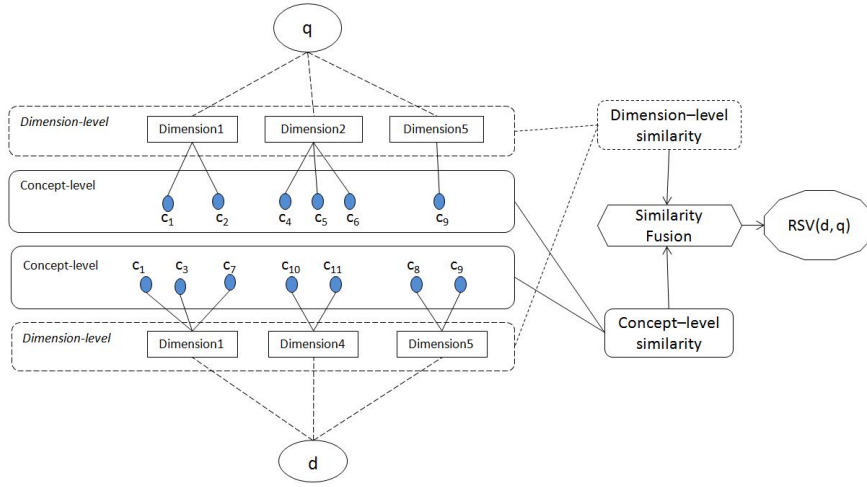 q
Dimension-level
Dimension1 Dimension2 Dimension5
Dimension–level
similarity
Concept-level
c1 c2 c4 c5 c6 c9
Similarity
Fusion
RSV(d, q)
Concept-level
c1 c3 c7 c10 c11 c8 c9
Concept–level
similarity
Dimension-level
Dimension1 Dimension4 Dimension5
d